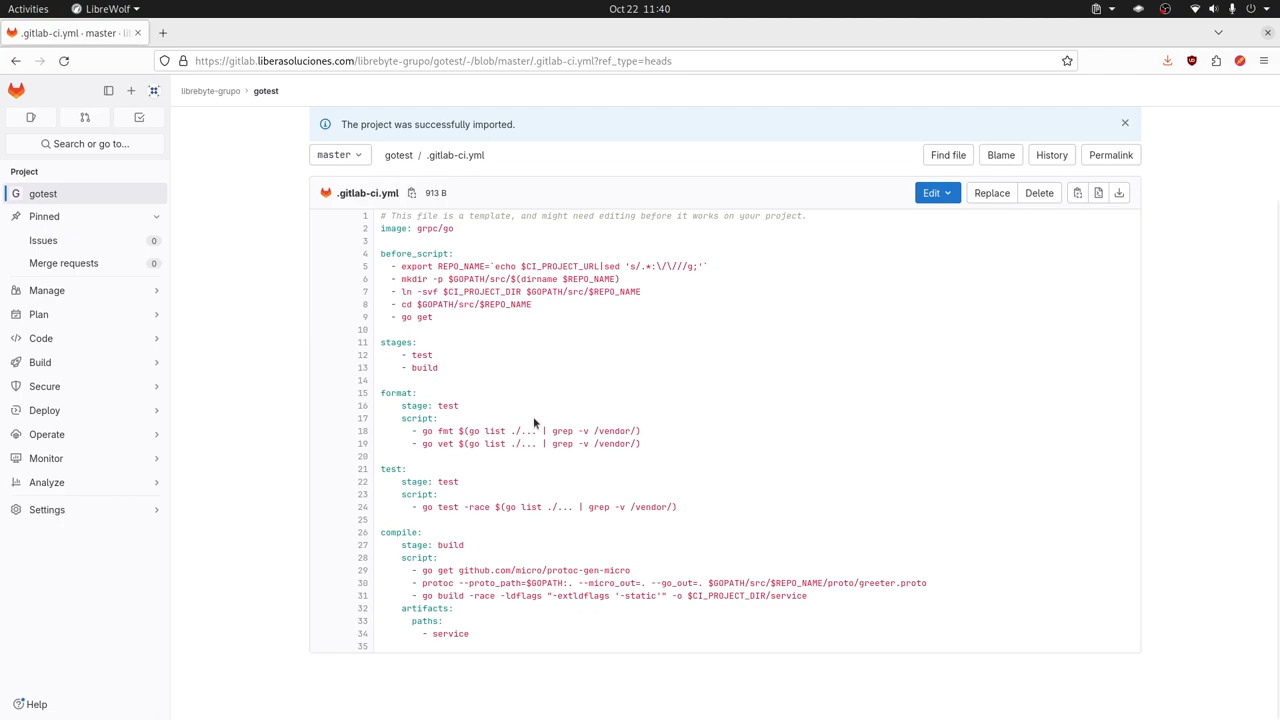 Activities
LibreWolf
Oct 22 11:40
.gitlab-ci.yml · master · li
https://gitlab.liberasoluciones.com/librebyte-grupo/gotest/-/blob/master/.gitlab-ci.yml?ref_type=heads
librebyte-grupo › gotest
Search or go to...
Project
G gotest
Pinned
Issues 0
Merge requests 0
Manage
Plan
Code
Build
Secure
Deploy
Operate
Monitor
Analyze
Settings
Help
The project was successfully imported.
master
gotest / .gitlab-ci.yml
Find file Blame History Permalink
.gitlab-ci.yml 913 B
Edit Replace Delete
1 # This file is a template, and might need editing before it works on your project.
2 image: grpc/go
3
4 before_script:
5 - export REPO_NAME=`echo $CI_PROJECT_URL|sed 's/.*:\/\///g;'`
6 - mkdir -p $GOPATH/src/$(dirname $REPO_NAME)
7 - ln -svf $CI_PROJECT_DIR $GOPATH/src/$REPO_NAME
8 - cd $GOPATH/src/$REPO_NAME
9 - go get
10
11 stages:
12 - test
13 - build
14
15 format:
16 stage: test
17 script:
18 - go fmt $(go list ./... | grep -v /vendor/)
19 - go vet $(go list ./... | grep -v /vendor/)
20
21 test:
22 stage: test
23 script:
24 - go test -race $(go list ./... | grep -v /vendor/)
25
26 compile:
27 stage: build
28 script:
29 - go get github.com/micro/protoc-gen-micro
30 - protoc --proto_path=$GOPATH:. --micro_out=. --go_out=. $GOPATH/src/$REPO_NAME/proto/greeter.proto
31 - go build -race -ldflags "-extldflags '-static'" -o $CI_PROJECT_DIR/service
32 artifacts:
33 paths:
34 - service
35